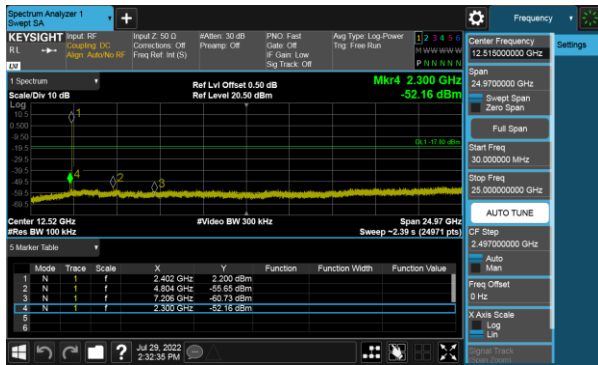 Spectrum Analyzer 1
Swept SA
+
Frequency
KEYSIGHT Input: RF Input Z: 50 Ω #Atten: 30 dB PNO: Fast Avg Type: Log-Power 1 2 3 4 5 6
RL Coupling: DC Corrections: Off Preamp: Off Gate: Off Trig: Free Run M W W W W W
Align: Auto/No RF Freq Ref: Int (S) IF Gain: Low P N N N N N
Sig Track: Off
LXI
1 Spectrum
Ref Lvl Offset 0.50 dB Mkr4 2.300 GHz
Scale/Div 10 dB Ref Level 20.50 dBm -52.16 dBm
Log
10.5
0.500
-9.50
-19.5
-29.5
-39.5
-49.5
-59.5
-69.5
1
DL1 -17.80 dBm
4
2
3
Center 12.52 GHz #Video BW 300 kHz Span 24.97 GHz
#Res BW 100 kHz Sweep ~2.39 s (24971 pts)
5 Marker Table
Mode Trace Scale X Y Function Function Width Function Value
1 N 1 f 2.402 GHz 2.200 dBm
2 N 1 f 4.804 GHz -55.65 dBm
3 N 1 f 7.206 GHz -60.73 dBm
4 N 1 f 2.300 GHz -52.16 dBm
5
6
?
Jul 29, 2022
2:32:35 PM
Center Frequency
12.515000000 GHz
Settings
Span
24.9700000 GHz
Swept Span
Zero Span
Full Span
Start Freq
30.000000 MHz
Stop Freq
25.000000000 GHz
AUTO TUNE
CF Step
2.497000000 GHz
Auto
Man
Freq Offset
0 Hz
X Axis Scale
Log
Lin
Signal Track
(Span Zoom)